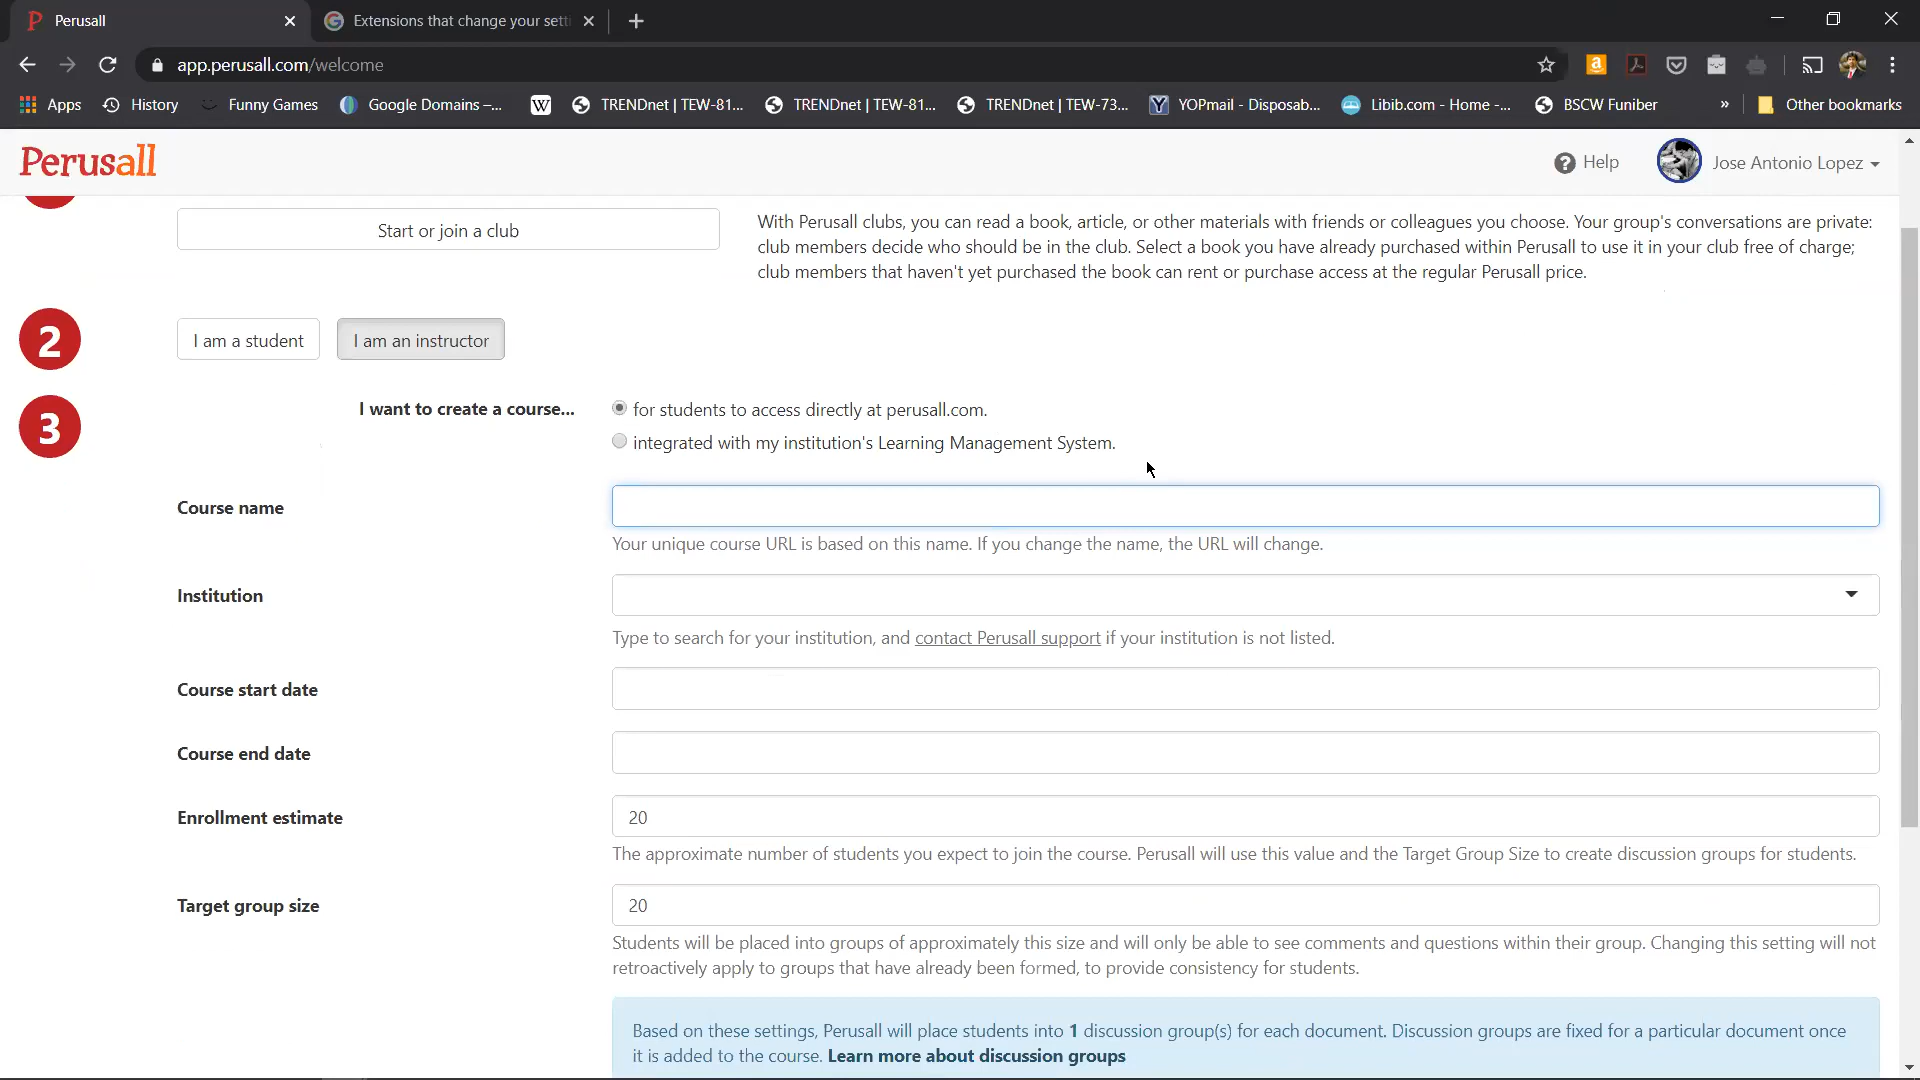 Perusall
Extensions that change your sett
app.perusall.com/welcome
Apps
History
Funny Games
Google Domains –...
W
TRENDnet | TEW-81...
TRENDnet | TEW-81...
TRENDnet | TEW-73...
YOPmail - Disposab...
Libib.com - Home -...
BSCW Funiber
»
Other bookmarks
Perusall
Help
Jose Antonio Lopez
Start or join a club
With Perusall clubs, you can read a book, article, or other materials with friends or colleagues you choose. Your group's conversations are private:
club members decide who should be in the club. Select a book you have already purchased within Perusall to use it in your club free of charge;
club members that haven't yet purchased the book can rent or purchase access at the regular Perusall price.
2
I am a student
I am an instructor
3
I want to create a course...
for students to access directly at perusall.com.
integrated with my institution's Learning Management System.
Course name
Your unique course URL is based on this name. If you change the name, the URL will change.
Institution
Type to search for your institution, and contact Perusall support if your institution is not listed.
Course start date
Course end date
Enrollment estimate
20
The approximate number of students you expect to join the course. Perusall will use this value and the Target Group Size to create discussion groups for students.
Target group size
20
Students will be placed into groups of approximately this size and will only be able to see comments and questions within their group. Changing this setting will not
retroactively apply to groups that have already been formed, to provide consistency for students.
Based on these settings, Perusall will place students into 1 discussion group(s) for each document. Discussion groups are fixed for a particular document once
it is added to the course. Learn more about discussion groups